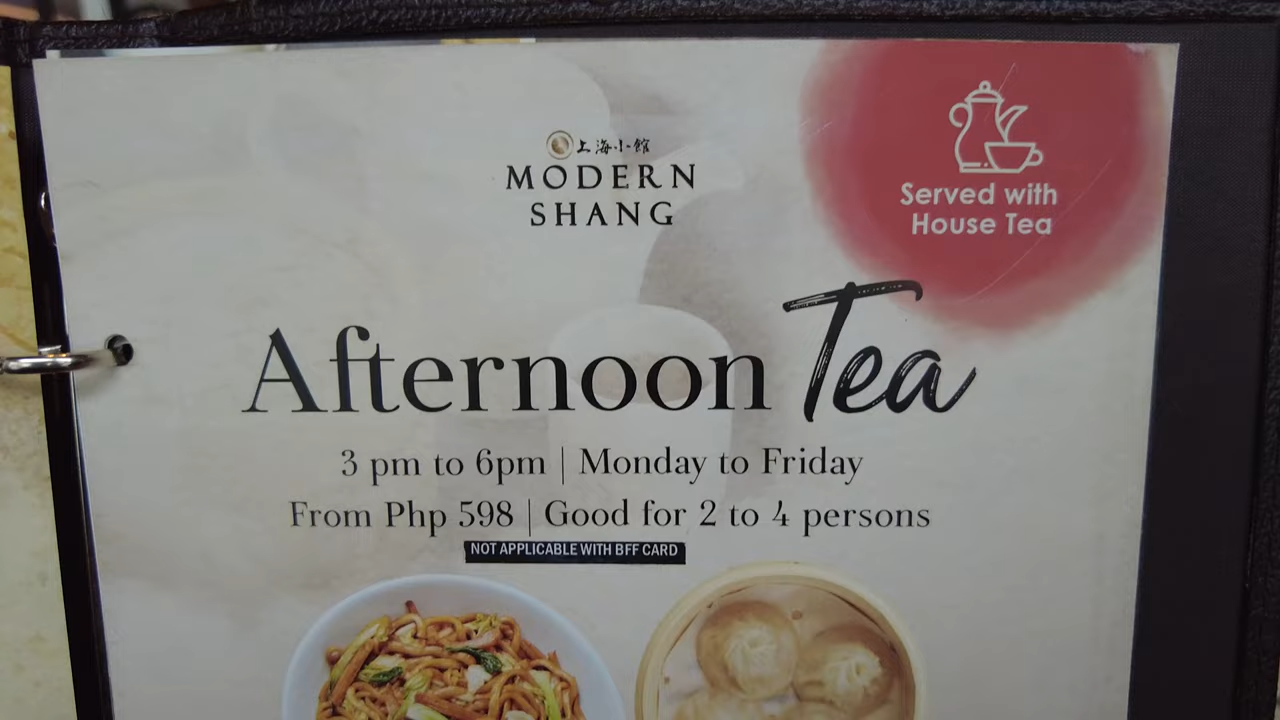 上海小館
MODERN
SHANG
Served with
House Tea
Afternoon Tea
3 pm to 6pm | Monday to Friday
From Php 598 | Good for 2 to 4 persons
NOT APPLICABLE WITH BFF CARD